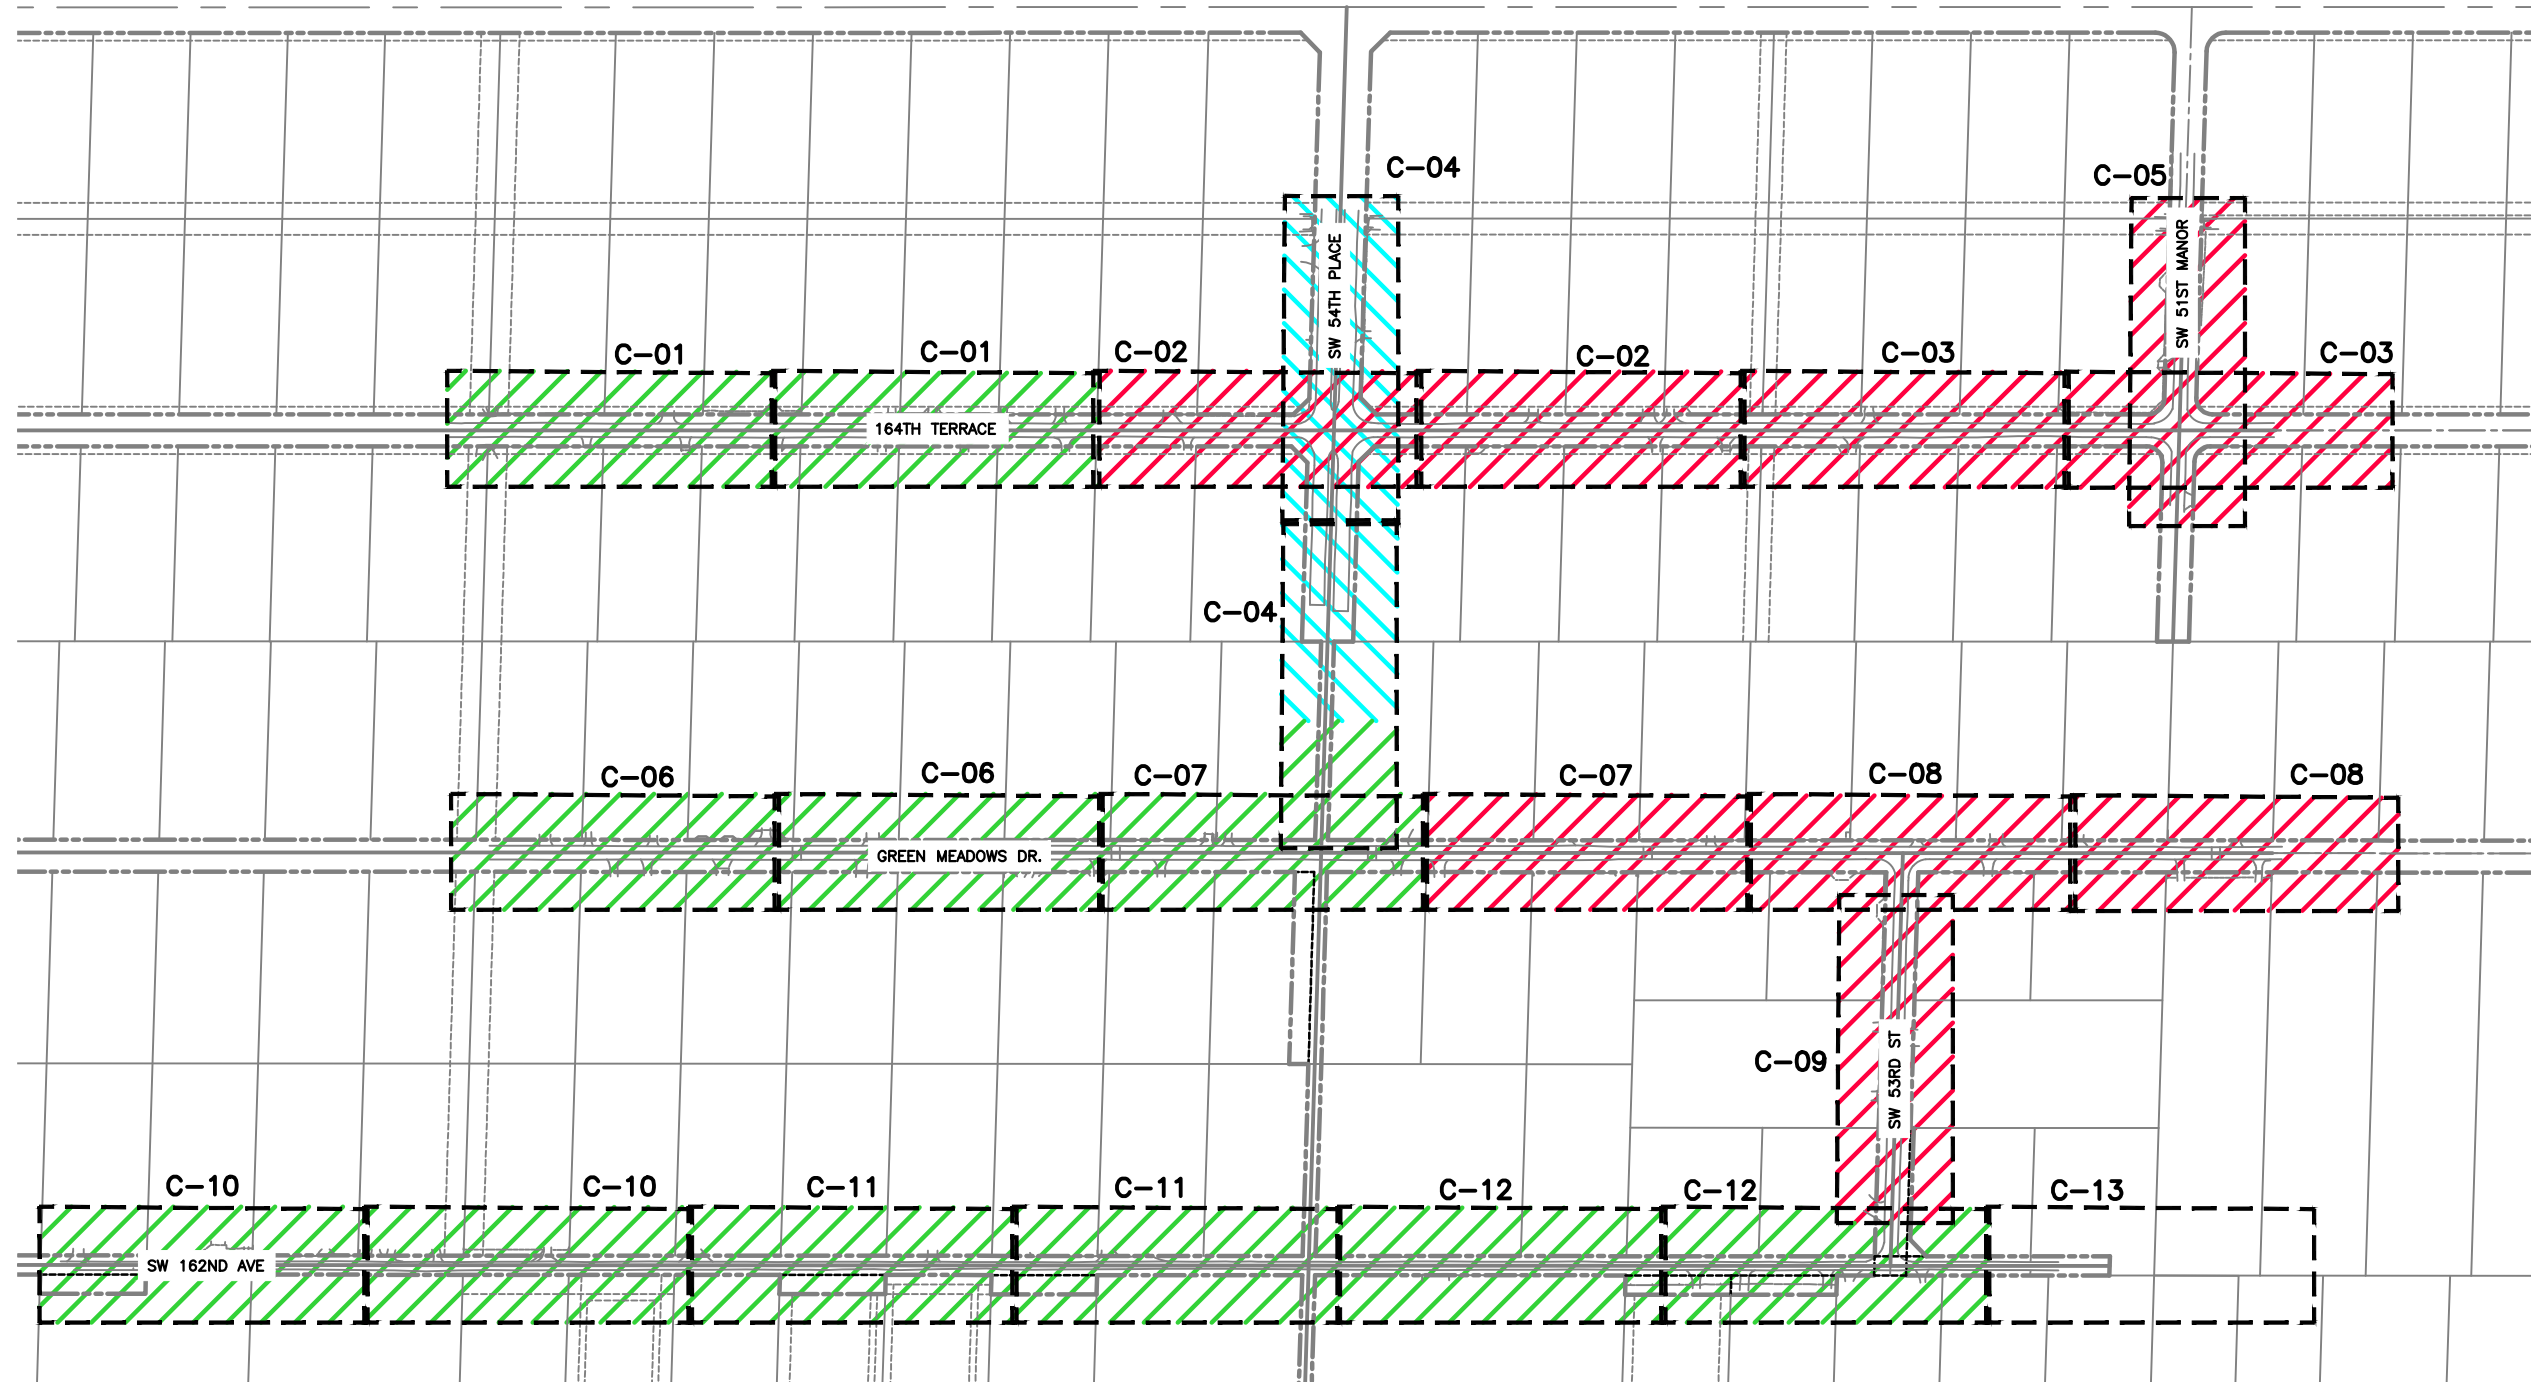 C-04
C-05
SW 54TH PLACE
SW 51ST MANOR
C-01
C-01
C-02
C-02
C-03
C-03
164TH TERRACE
C-04
C-06
C-06
C-07
C-07
C-08
C-08
GREEN MEADOWS DR.
C-09
SW 53RD ST
C-10
C-10
C-11
C-11
C-12
C-12
C-13
SW 162ND AVE